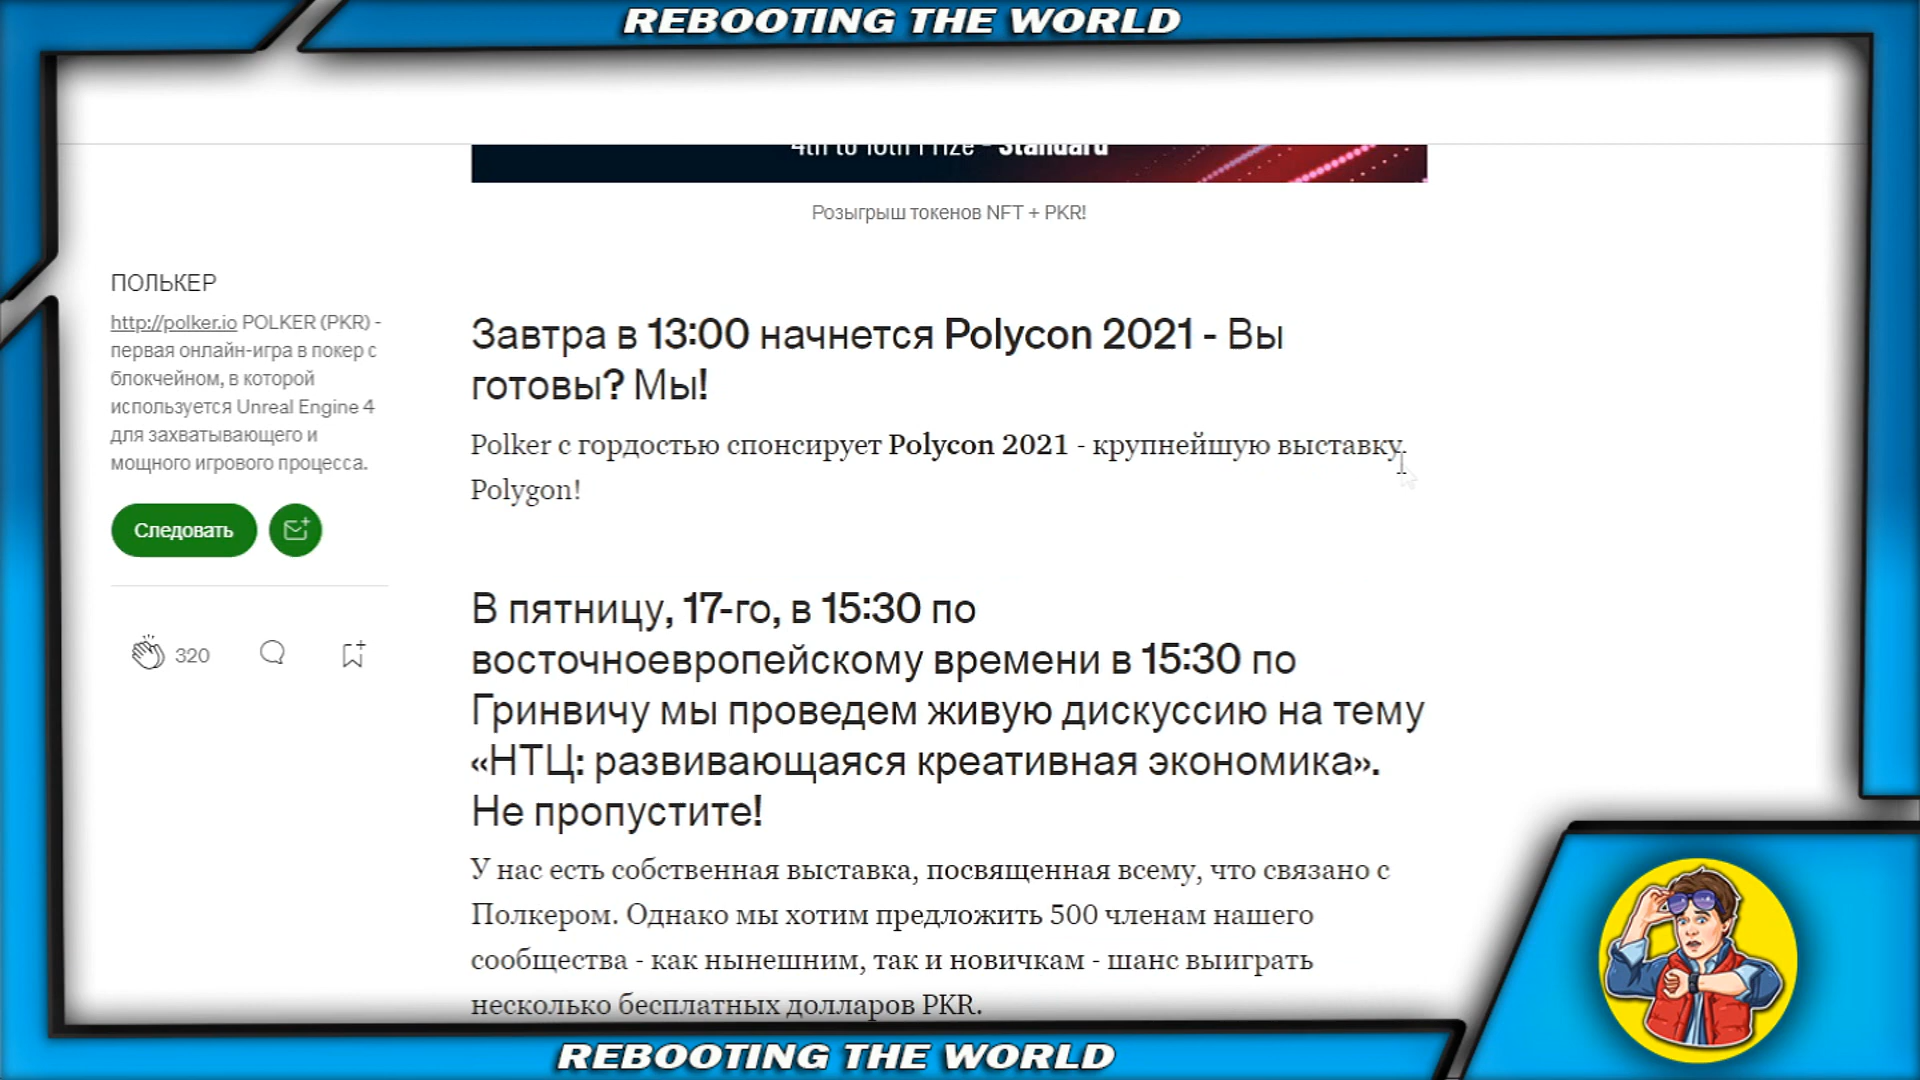 REBOOTING THE WORLD
4th to 10th Prize - Standard
Розыгрыш токенов NFT + PKR!
ПОЛЬКЕР
http://polker.io POLKER (PKR) -
первая онлайн-игра в покер с
блокчейном, в которой
используется Unreal Engine 4
для захватывающего и
мощного игрового процесса.
Следовать
320
Завтра в 13:00 начнется Polycon 2021 - Вы
готовы? Мы!
Polker с гордостью спонсирует Polycon 2021 - крупнейшую выставку
Polygon!
В пятницу, 17-го, в 15:30 по
восточноевропейскому времени в 15:30 по
Гринвичу мы проведем живую дискуссию на тему
«НТЦ: развивающаяся креативная экономика».
Не пропустите!
У нас есть собственная выставка, посвященная всему, что связано с
Полкером. Однако мы хотим предложить 500 членам нашего
сообщества - как нынешним, так и новичкам - шанс выиграть
несколько бесплатных долларов PKR.
REBOOTING THE WORLD